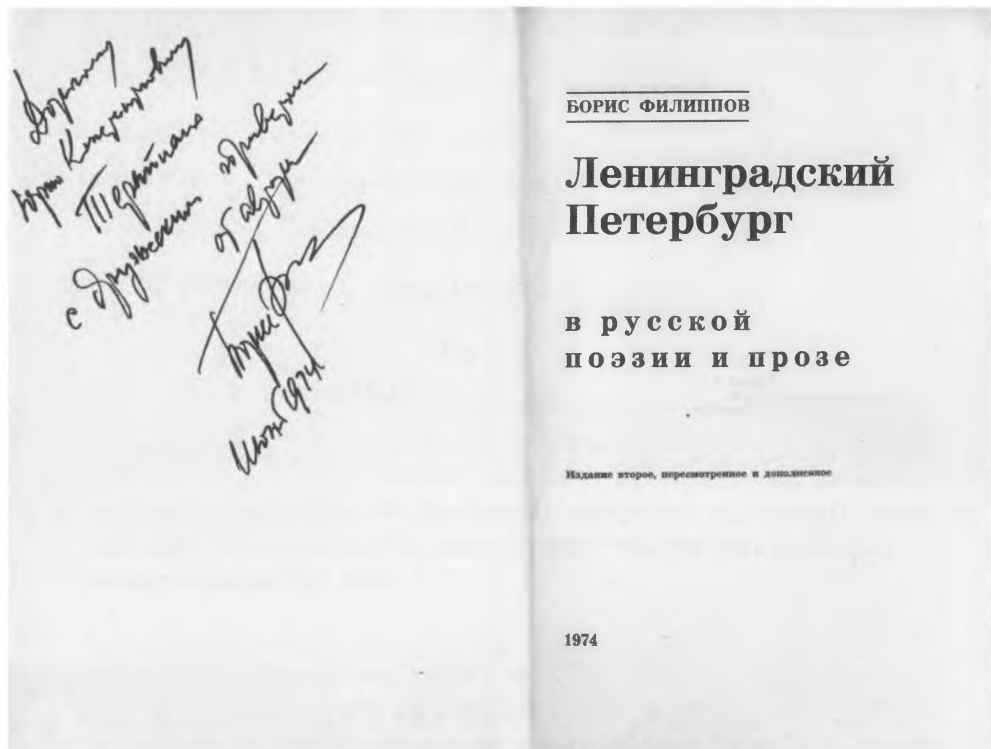 Дорогому
Юрию Константиновичу
Терапиано
с дружеским
приветом
от автора
Борис Филиппов
1974
БОРИС ФИЛИППОВ
Ленинградский
Петербург
в русской
поэзии и прозе
Издание второе, пересмотренное и дополненное
1974